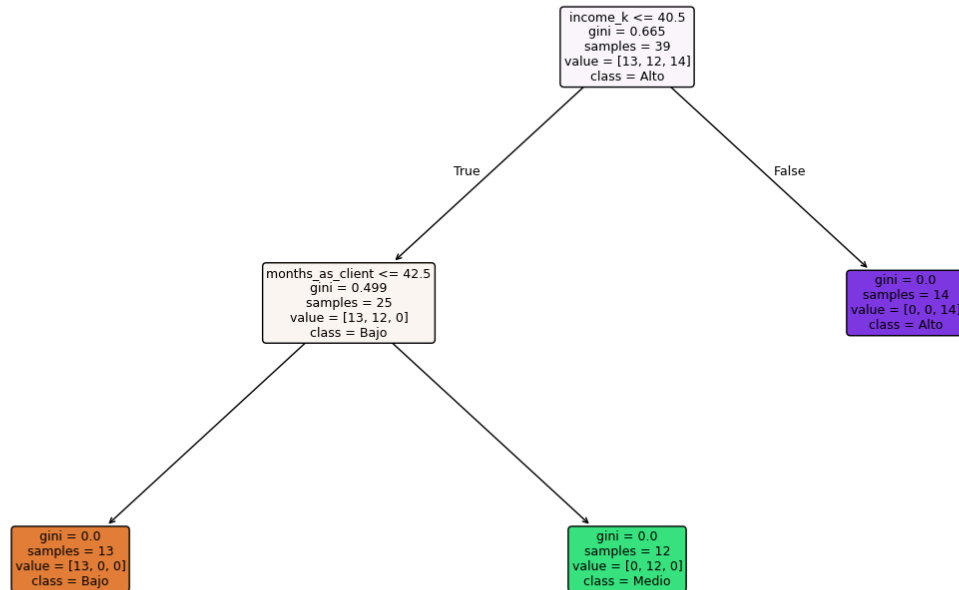 income_k <= 40.5
gini = 0.665
samples = 39
value = [13, 12, 14]
class = Alto
True
False
months_as_client <= 42.5
gini = 0.499
samples = 25
value = [13, 12, 0]
class = Bajo
gini = 0.0
samples = 14
value = [0, 0, 14]
class = Alto
gini = 0.0
samples = 13
value = [13, 0, 0]
class = Bajo
gini = 0.0
samples = 12
value = [0, 12, 0]
class = Medio